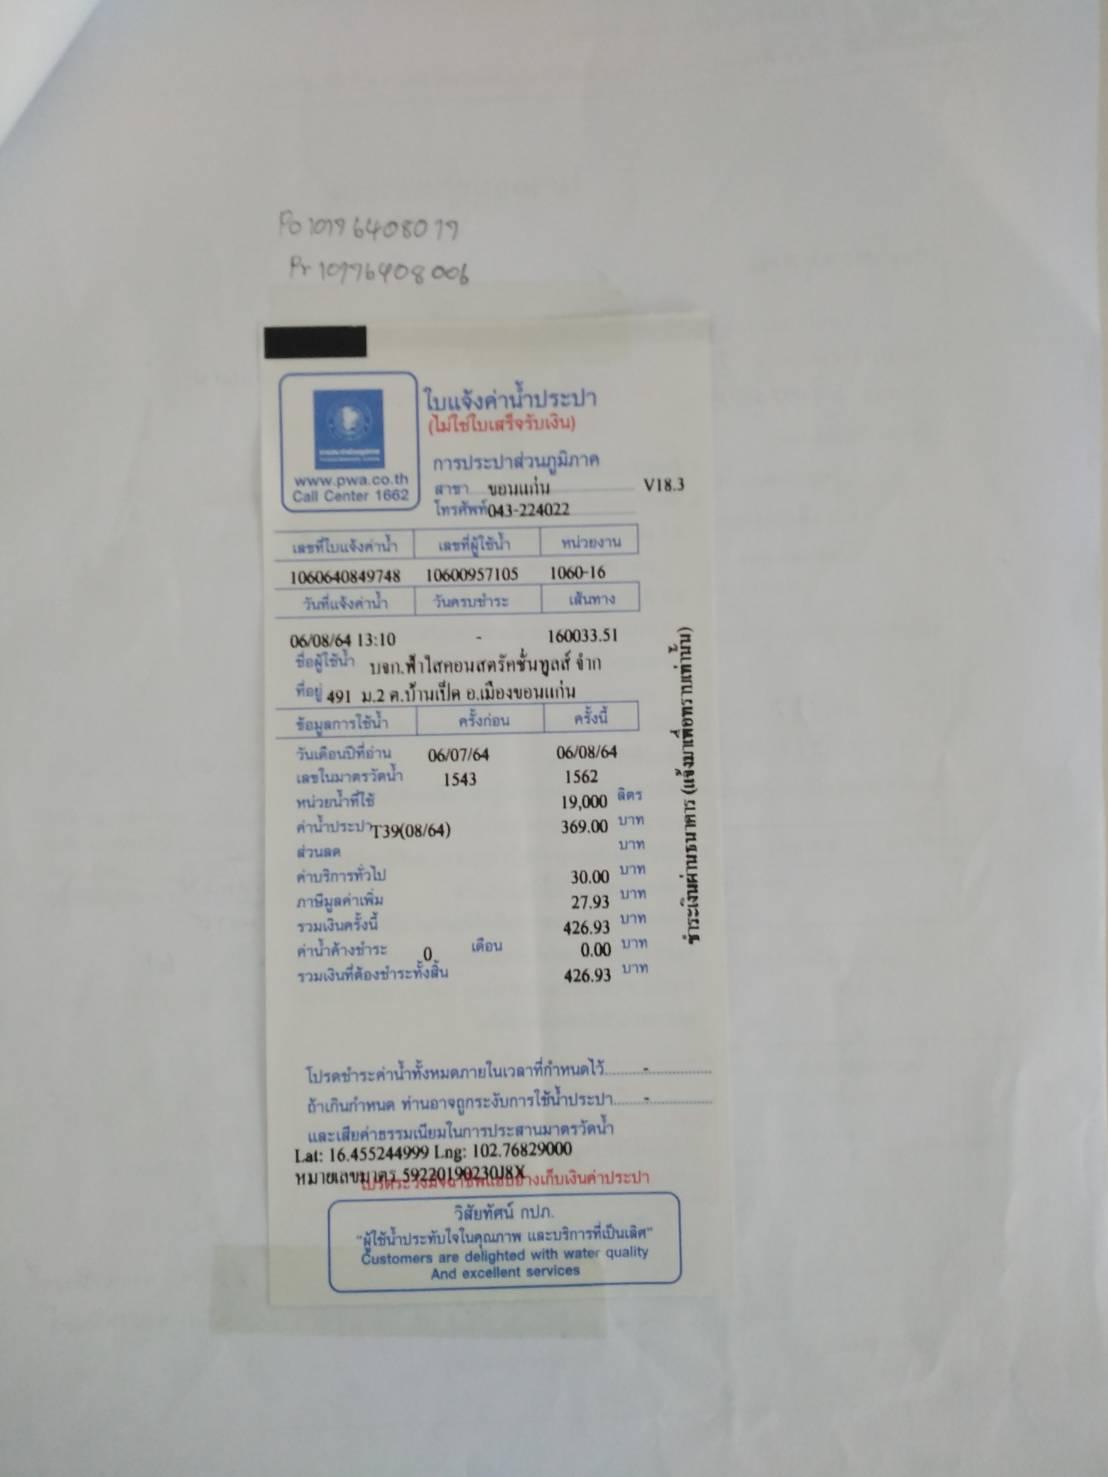 Po10196408019
Pr10196408006
ใบแจ้งค่าน้ำประปา
(ไม่ใช่ใบเสร็จรับเงิน)
การประปาส่วนภูมิภาค
www.pwa.co.th
Call Center 1662
สาขา ขอนแก่น V18.3
โทรศัพท์ 043-224022
เลขที่ใบแจ้งค่าน้ำ เลขที่ผู้ใช้น้ำ หน่วยงาน
1060640849748 10600957105 1060-16
วันที่แจ้งค่าน้ำ วันครบชำระ เส้นทาง
06/08/64 13:10 - 160033.51
ชื่อผู้ใช้น้ำ บจก.ฟ้าใสคอนสตรัคชั่นทูลส์ จำก
ที่อยู่ 491 ม.2 ต.บ้านเป็ด อ.เมืองขอนแก่น
ข้อมูลการใช้น้ำ ครั้งก่อน ครั้งนี้
วันเดือนปีที่อ่าน 06/07/64 06/08/64
เลขในมาตรวัดน้ำ 1543 1562
หน่วยน้ำที่ใช้ 19,000 ลิตร
ค่าน้ำประปา T39(08/64) 369.00 บาท
ส่วนลด บาท
ค่าบริการทั่วไป 30.00 บาท
ภาษีมูลค่าเพิ่ม 27.93 บาท
รวมเงินครั้งนี้ 426.93 บาท
ค่าน้ำค้างชำระ 0 เดือน 0.00 บาท
รวมเงินที่ต้องชำระทั้งสิ้น 426.93 บาท
ชำระเงินผ่านธนาคาร (แจ้งมาเพื่อทราบเท่านั้น)
โปรดชำระค่าน้ำทั้งหมดภายในเวลาที่กำหนดไว้ -
ถ้าเกินกำหนด ท่านอาจถูกระงับการใช้น้ำประปา -
และเสียค่าธรรมเนียมในการประสานมาตรวัดน้ำ
Lat: 16.455244999 Lng: 102.76829000
หมายเลขมาตร 59220190230J8X
โปรดระวังมิจฉาชีพแอบอ้างเก็บเงินค่าประปา
วิสัยทัศน์ กปภ.
"ผู้ใช้น้ำประทับใจในคุณภาพ และบริการที่เป็นเลิศ"
Customers are delighted with water quality
And excellent services